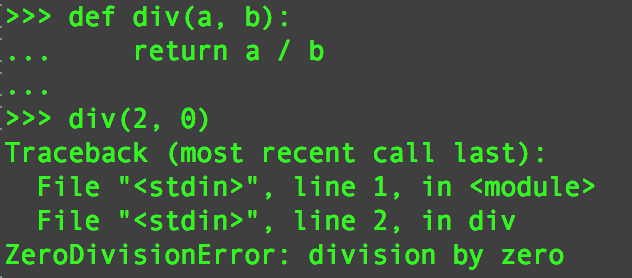 >>> def div(a, b):
...     return a / b
...
>>> div(2, 0)
Traceback (most recent call last):
  File "<stdin>", line 1, in <module>
  File "<stdin>", line 2, in div
ZeroDivisionError: division by zero